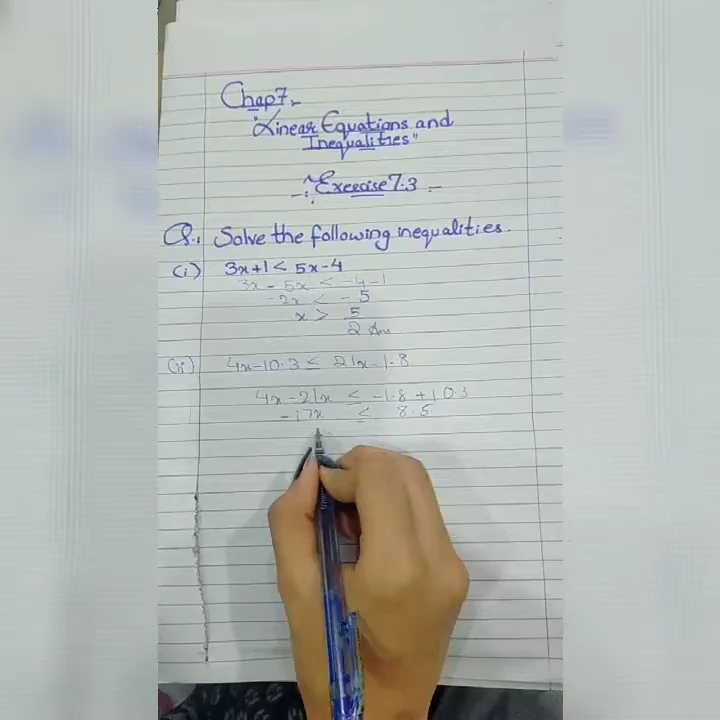 Chap 7.
"Linear Equations and
Inequalities"
Exercise 7.3
Q.1 Solve the following inequalities.
(i) 3x+1 < 5x-4
3x - 5x < -4-1
-2x < -5
x > 5
2 Ans
(ii) 4x-10.3 ≤ 21x-1.8
4x-21x ≤ -1.8+10.3
-17x ≤ 8.5